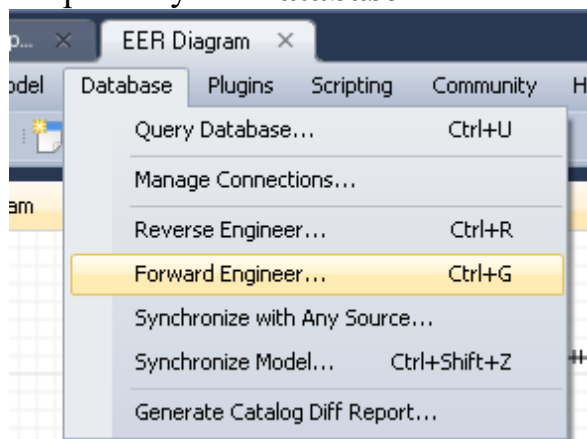 p... × EER Diagram ×
Database Plugins Scripting Community H
Query Database... Ctrl+U
Manage Connections...
am
Reverse Engineer... Ctrl+R
Forward Engineer... Ctrl+G
Synchronize with Any Source...
Synchronize Model... Ctrl+Shift+Z
Generate Catalog Diff Report...